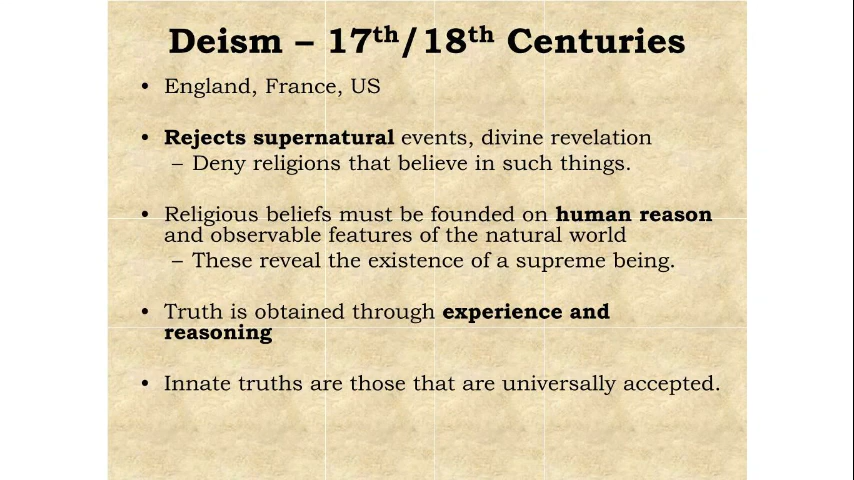 Deism – 17th/18th Centuries
• England, France, US
• Rejects supernatural events, divine revelation
– Deny religions that believe in such things.
• Religious beliefs must be founded on human reason
and observable features of the natural world
– These reveal the existence of a supreme being.
• Truth is obtained through experience and
reasoning
• Innate truths are those that are universally accepted.